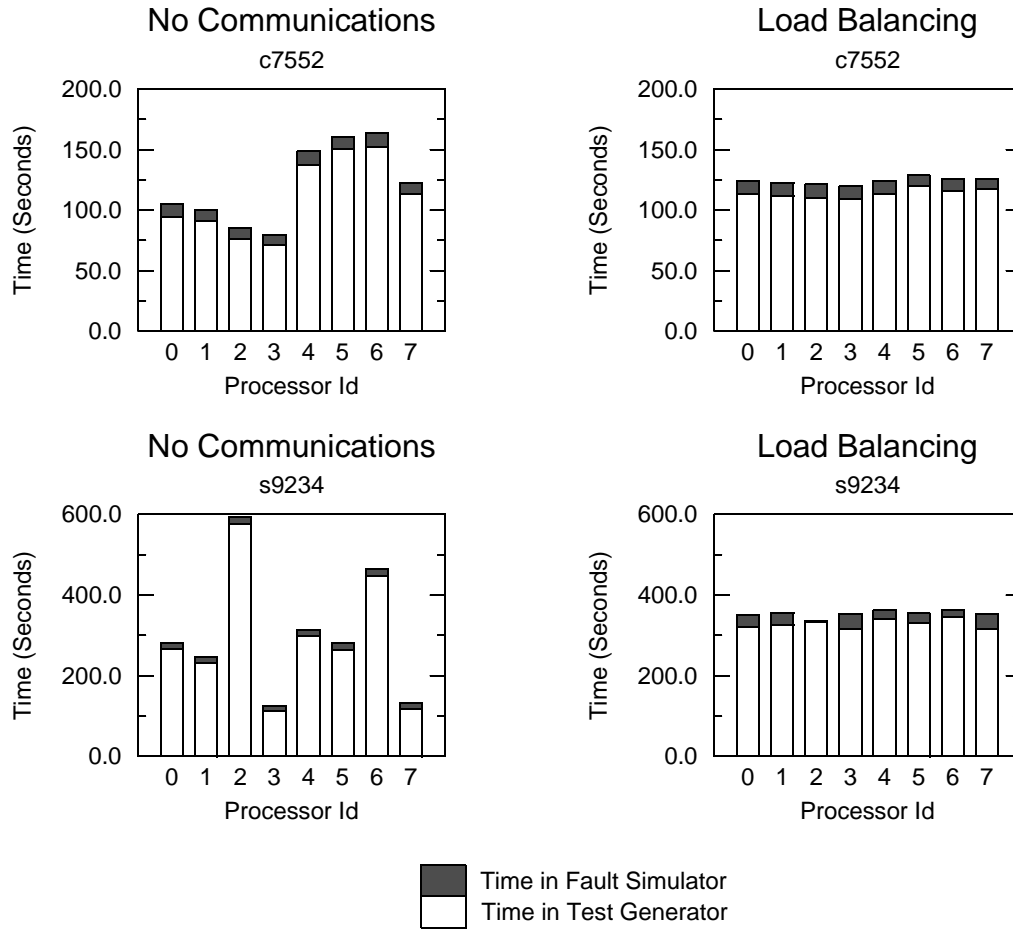 No Communications
c7552
200.0
150.0
100.0
50.0
0.0
Time (Seconds)
0 1 2 3 4 5 6 7
Processor Id
Load Balancing
c7552
200.0
150.0
100.0
50.0
0.0
Time (Seconds)
0 1 2 3 4 5 6 7
Processor Id
No Communications
s9234
600.0
400.0
200.0
0.0
Time (Seconds)
0 1 2 3 4 5 6 7
Processor Id
Load Balancing
s9234
600.0
400.0
200.0
0.0
Time (Seconds)
0 1 2 3 4 5 6 7
Processor Id
Time in Fault Simulator
Time in Test Generator